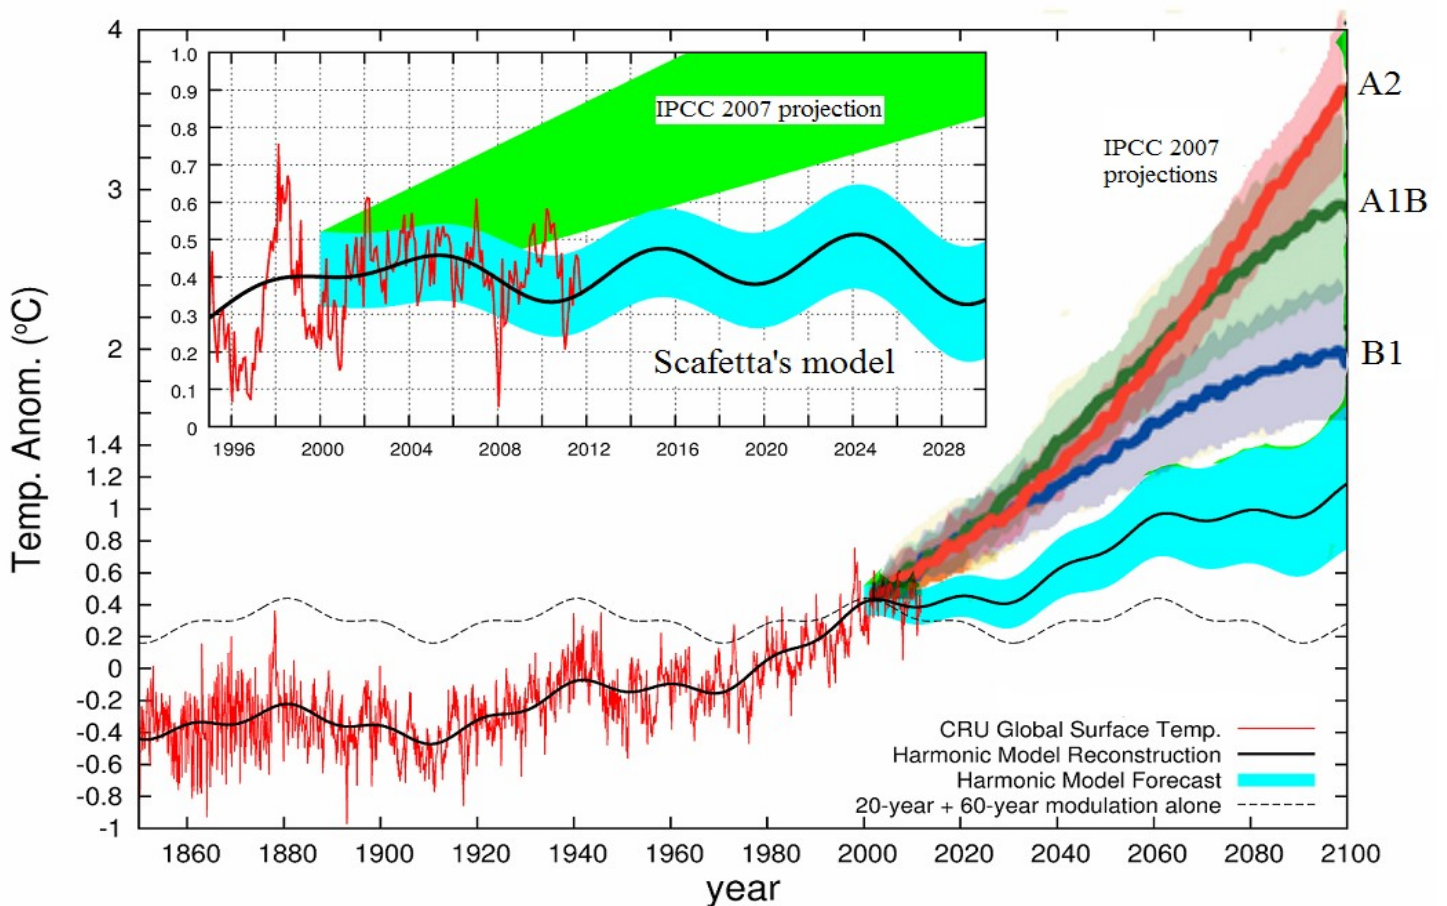 4
3
2
1.4
1.2
1
0.8
0.6
0.4
0.2
0
-0.2
-0.4
-0.6
-0.8
-1
Temp. Anom. (ºC)
1.0
0.9
0.8
0.7
0.6
0.5
0.4
0.3
0.2
0.1
0
1996 2000 2004 2008 2012 2016 2020 2024 2028
IPCC 2007 projection
Scafetta's model
IPCC 2007
projections
A2
A1B
B1
CRU Global Surface Temp.
Harmonic Model Reconstruction
Harmonic Model Forecast
20-year + 60-year modulation alone
1860 1880 1900 1920 1940 1960 1980 2000 2020 2040 2060 2080 2100
year